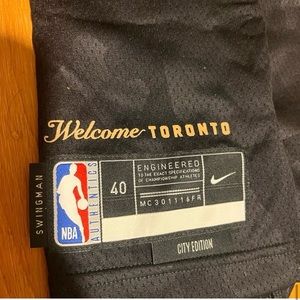 Welcome TORONTO
SWINGMAN
NBA
AUTHENTICS
40
ENGINEERED
TO THE EXACT SPECIFICATIONS
OF CHAMPIONSHIP ATHLETES
MC301116FR
CITY EDITION